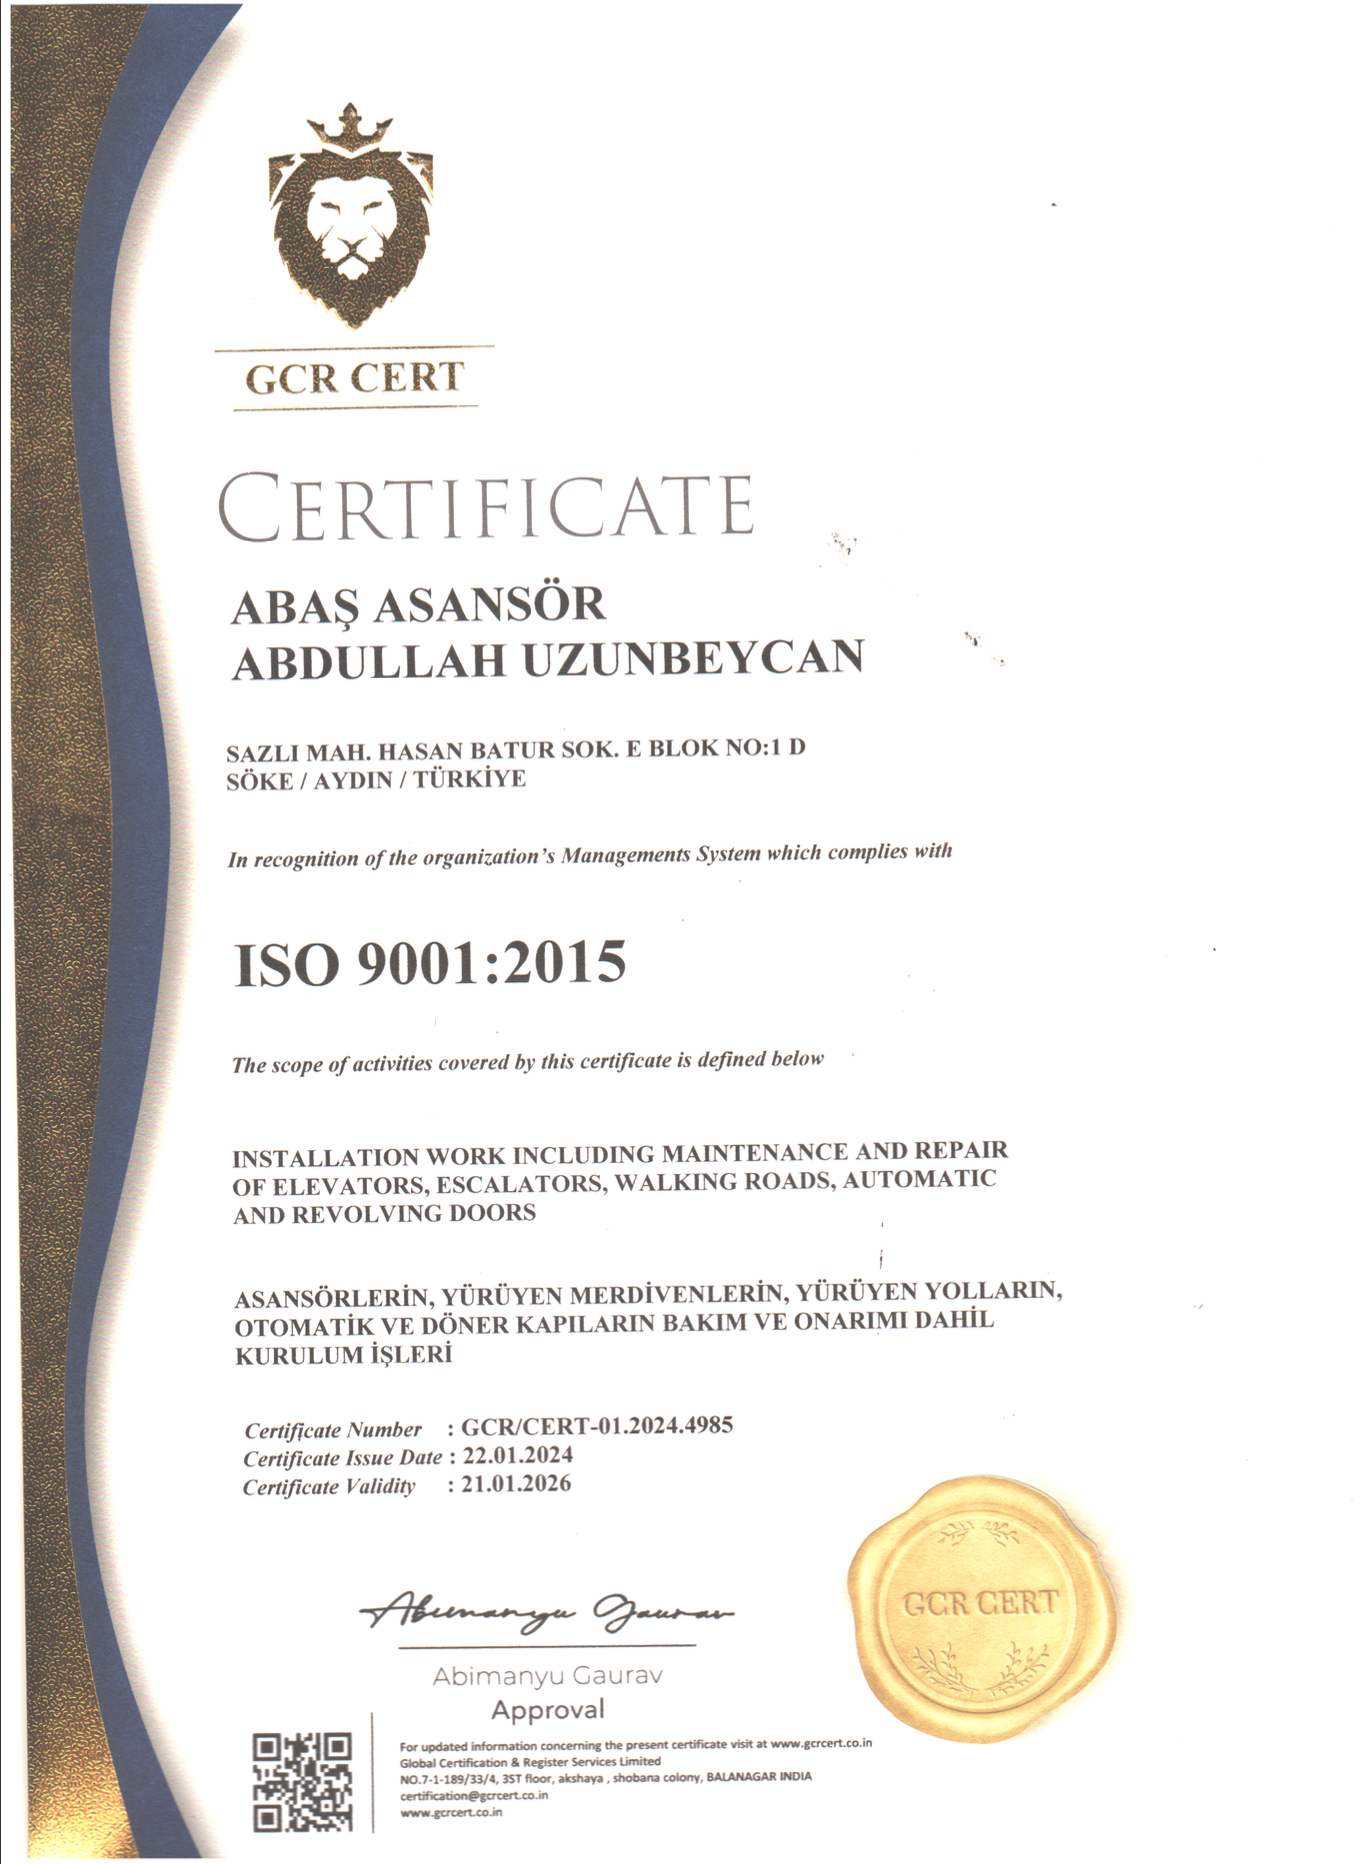 GCR CERT
CERTIFICATE
ABAŞ ASANSÖR
ABDULLAH UZUNBEYCAN
SAZLI MAH. HASAN BATUR SOK. E BLOK NO:1 D
SÖKE / AYDIN / TÜRKİYE
In recognition of the organization's Managements System which complies with
ISO 9001:2015
The scope of activities covered by this certificate is defined below
INSTALLATION WORK INCLUDING MAINTENANCE AND REPAIR
OF ELEVATORS, ESCALATORS, WALKING ROADS, AUTOMATIC
AND REVOLVING DOORS
ASANSÖRLERİN, YÜRÜYEN MERDİVENLERİN, YÜRÜYEN YOLLARIN,
OTOMATİK VE DÖNER KAPILARIN BAKIM VE ONARIMI DAHİL
KURULUM İŞLERİ
Certificate Number : GCR/CERT-01.2024.4985
Certificate Issue Date : 22.01.2024
Certificate Validity : 21.01.2026
GCR CERT
Abimanyu Gaurav
Abimanyu Gaurav
Approval
For updated information concerning the present certificate visit at www.gcrcert.co.in
Global Certification & Register Services Limited
NO.7-1-189/33/4, 3ST floor, akshaya , shobana colony, BALANAGAR INDIA
certification@gcrcert.co.in
www.gcrcert.co.in